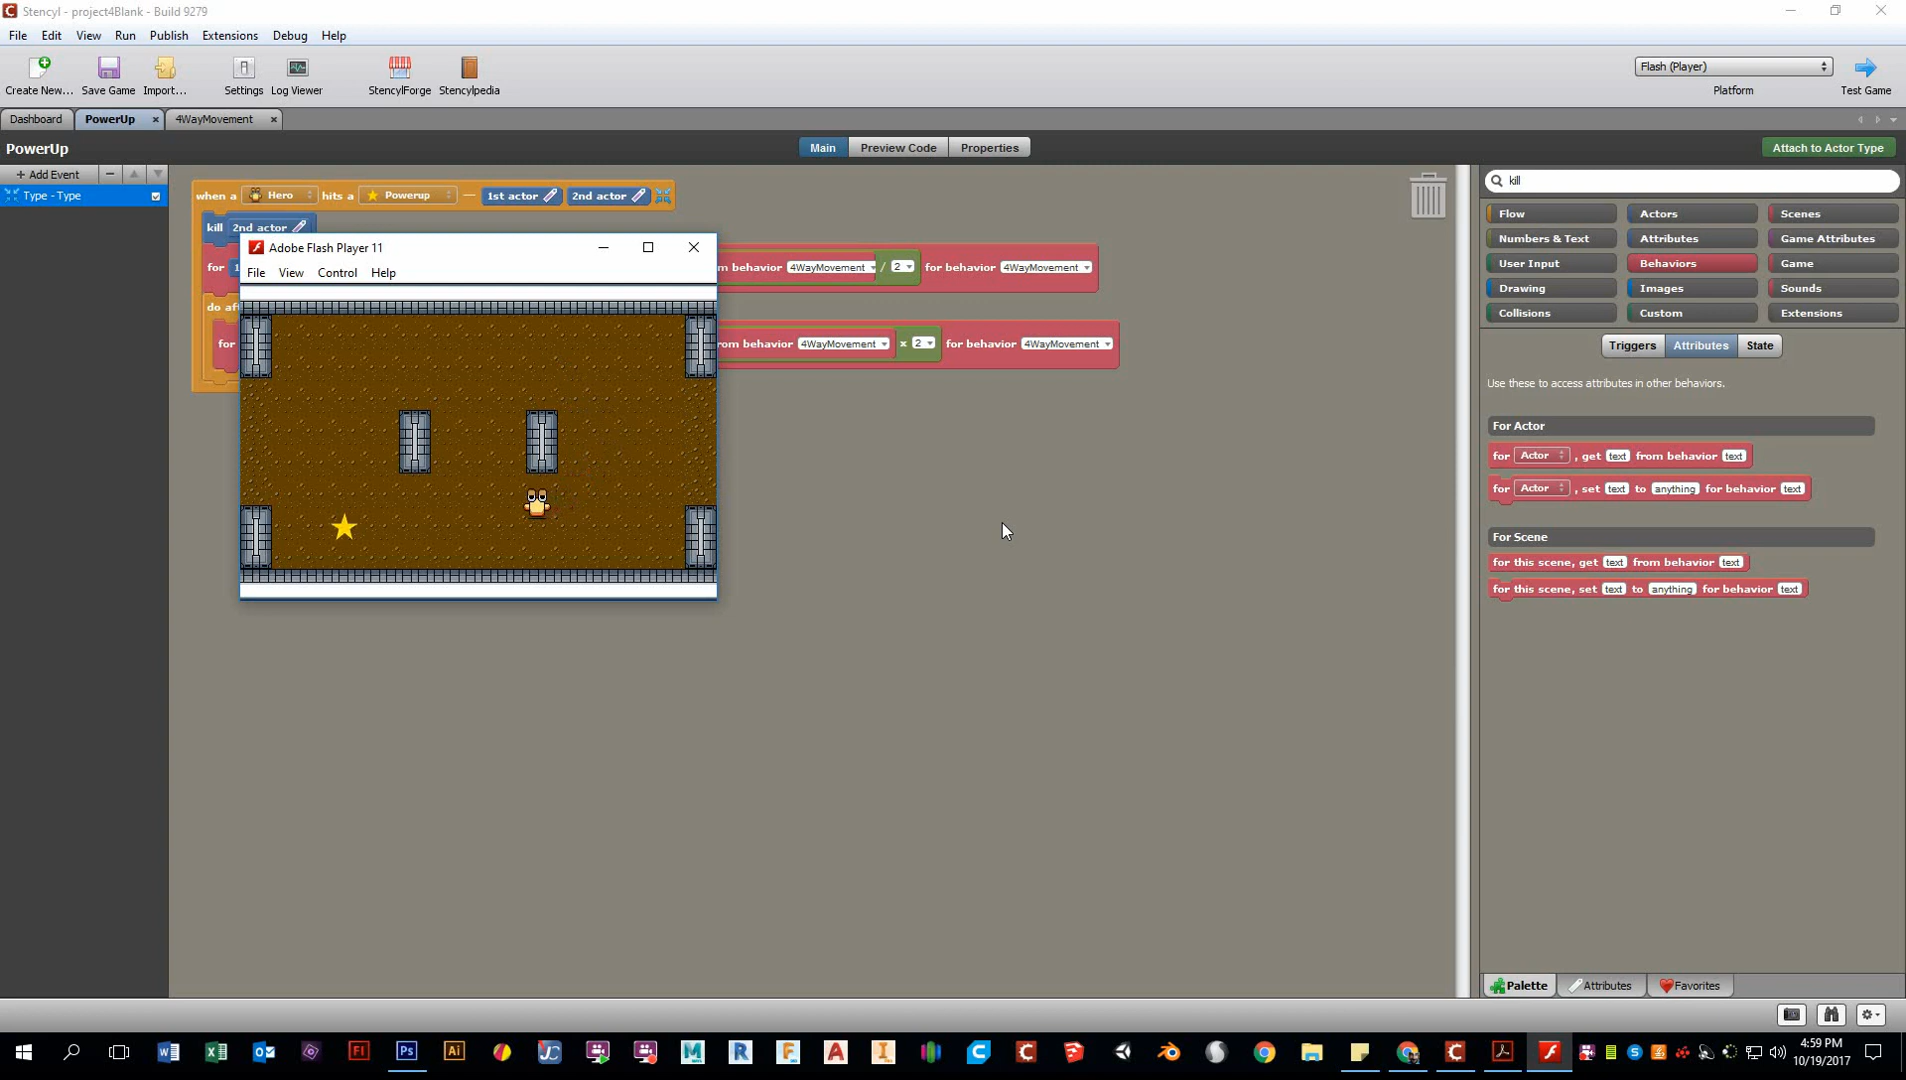 Stencyl - project4Blank - Build 9279
File Edit View Run Publish Extensions Debug Help
Create New... Save Game Import... Settings Log Viewer StencylForge Stencylpedia
Flash (Player)
Platform Test Game
Dashboard PowerUp × 4WayMovement ×
PowerUp Main Preview Code Properties Attach to Actor Type
+ Add Event
Type - Type
when a Hero hits a Powerup — 1st actor 2nd actor
kill 2nd actor
for behavior 4WayMovement / 2 for behavior 4WayMovement
do
for behavior 4WayMovement x 2 for behavior 4WayMovement
Adobe Flash Player 11
File View Control Help
kill
Flow Actors Scenes
Numbers & Text Attributes Game Attributes
User Input Behaviors Game
Drawing Images Sounds
Collisions Custom Extensions
Triggers Attributes State
Use these to access attributes in other behaviors.
For Actor
for Actor , get text from behavior text
for Actor , set text to anything for behavior text
For Scene
for this scene, get text from behavior text
for this scene, set text to anything for behavior text
Palette Attributes Favorites
4:59 PM
10/19/2017